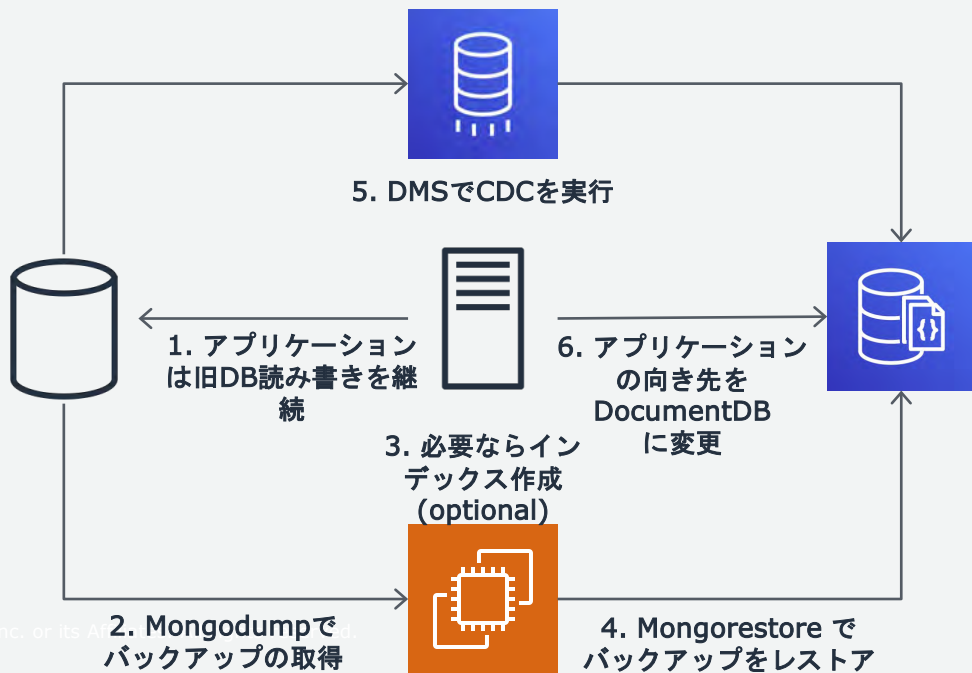 5. DMSでCDCを実行
1. アプリケーション
は旧DB読み書きを継
続
6. アプリケーション
の向き先を
DocumentDB
に変更
3. 必要ならイン
デックス作成
(optional)
{}
nc. or its Af
ed.
2. Mongodumpで
バックアップの取得
4. Mongorestore で
バックアップをレストア